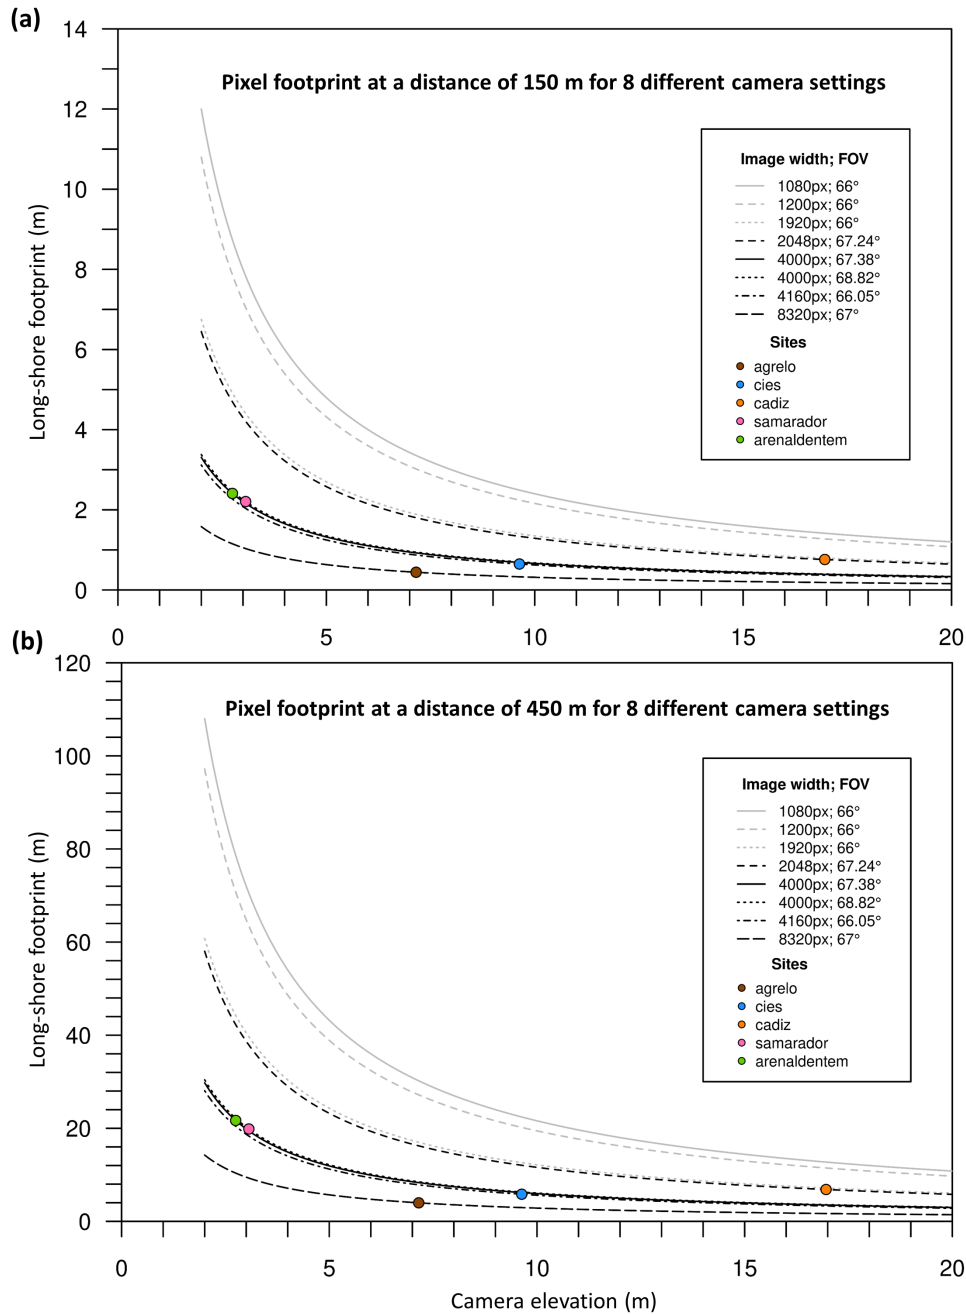 (a)
14
12
10
8
6
4
2
0
Long-shore footprint (m)
Pixel footprint at a distance of 150 m for 8 different camera settings
Image width; FOV
1080px; 66°
1200px; 66°
1920px; 66°
2048px; 67.24°
4000px; 67.38°
4000px; 68.82°
4160px; 66.05°
8320px; 67°
Sites
agrelo
cies
cadiz
samarador
arenaldentem
0 5 10 15 20
(b)
120
100
80
60
40
20
0
Long-shore footprint (m)
Pixel footprint at a distance of 450 m for 8 different camera settings
Image width; FOV
1080px; 66°
1200px; 66°
1920px; 66°
2048px; 67.24°
4000px; 67.38°
4000px; 68.82°
4160px; 66.05°
8320px; 67°
Sites
agrelo
cies
cadiz
samarador
arenaldentem
0 5 10 15 20
Camera elevation (m)